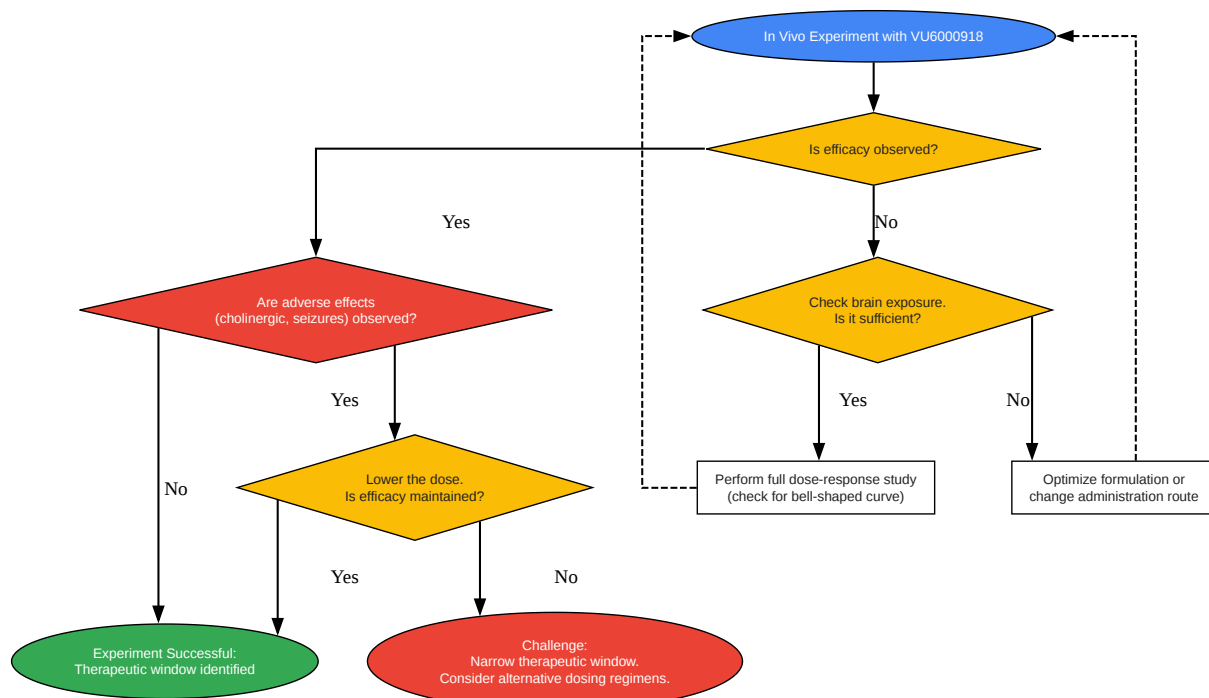 In Vivo Experiment with VU6000918
Is efficacy observed?
Yes
No
Are adverse effects
(cholinergic, seizures) observed?
Check brain exposure.
Is it sufficient?
Yes
Yes
No
Lower the dose.
Is efficacy maintained?
No
Perform full dose-response study
(check for bell-shaped curve)
Optimize formulation or
change administration route
Yes
No
Experiment Successful:
Therapeutic window identified
Challenge:
Narrow therapeutic window.
Consider alternative dosing regimens.